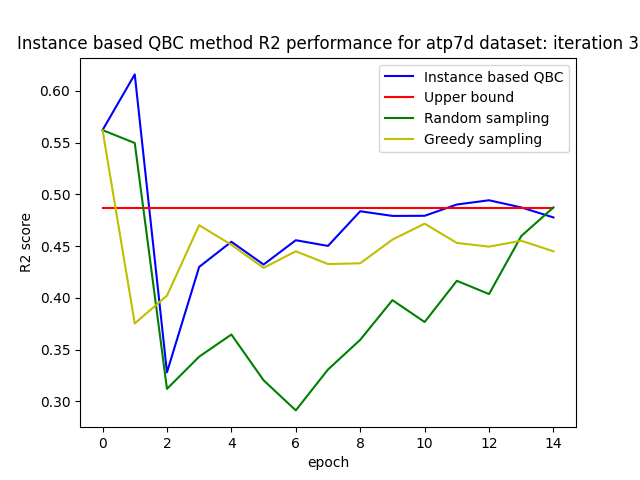 Instance based QBC method R2 performance for atp7d dataset: iteration 3
Instance based QBC
Upper bound
Random sampling
Greedy sampling
0.60
0.55
0.50
0.45
0.40
0.35
0.30
R2 score
0 2 4 6 8 10 12 14
epoch